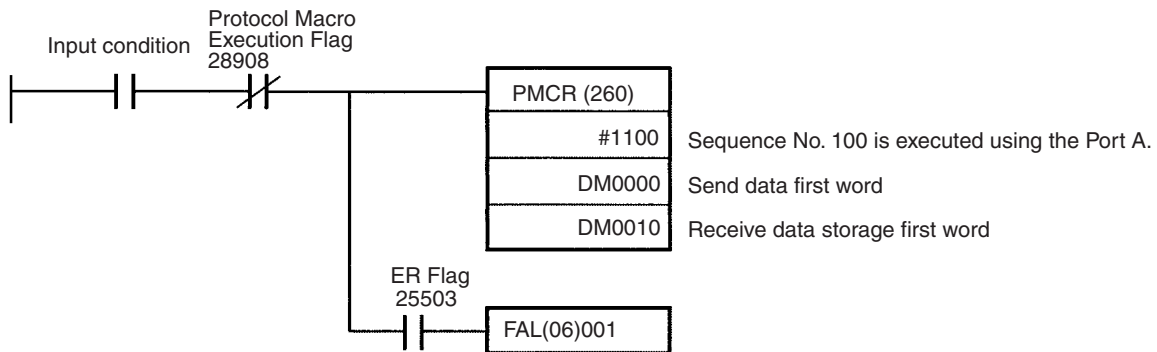 Protocol Macro
Input condition
Execution Flag
28908
PMCR (260)
#1100
Sequence No. 100 is executed using the Port A.
DM0000
Send data first word
DM0010
Receive data storage first word
ER Flag
25503
FAL(06)001